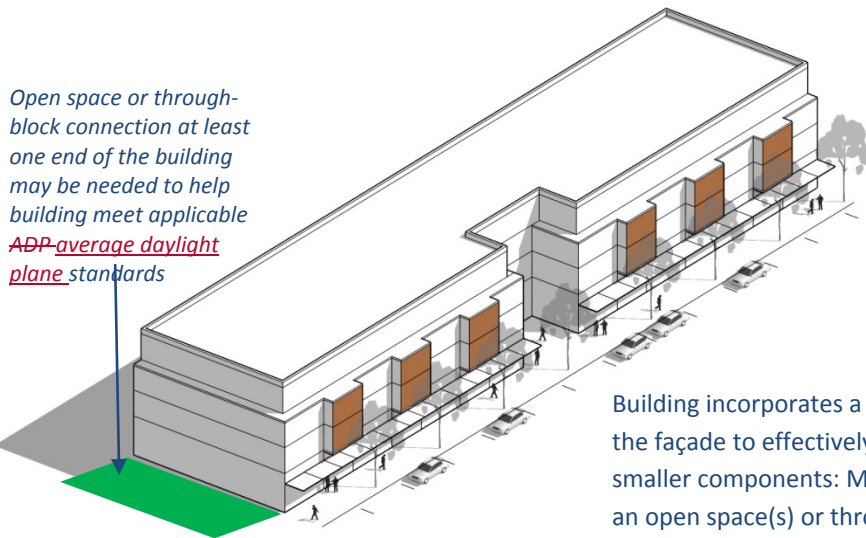 Open space or through-
block connection at least
one end of the building
may be needed to help
building meet applicable
ADP average daylight
plane standards
Building incorporates a
the façade to effectively
smaller components: M
an open space(s) or thro